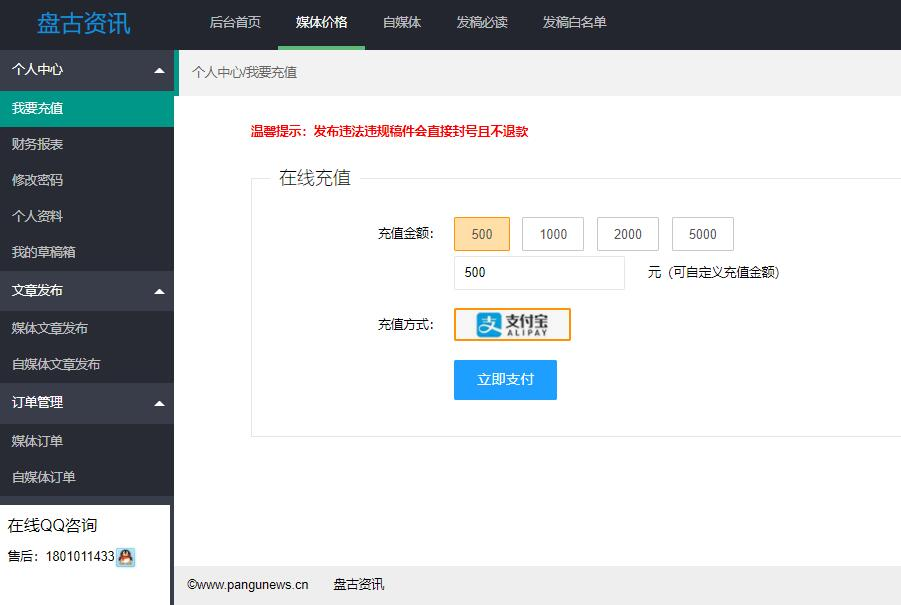 盘古资讯
后台首页 媒体价格 自媒体 发稿必读 发稿白名单
个人中心
我要充值
财务报表
修改密码
个人资料
我的草稿箱
文章发布
媒体文章发布
自媒体文章发布
订单管理
媒体订单
自媒体订单
在线QQ咨询
售后：1801011433
个人中心/我要充值
温馨提示：发布违法违规稿件会直接封号且不退款
在线充值
充值金额： 500 1000 2000 5000
500 元（可自定义充值金额）
充值方式： 支付宝
ALIPAY
立即支付
©www.pangunews.cn 盘古资讯